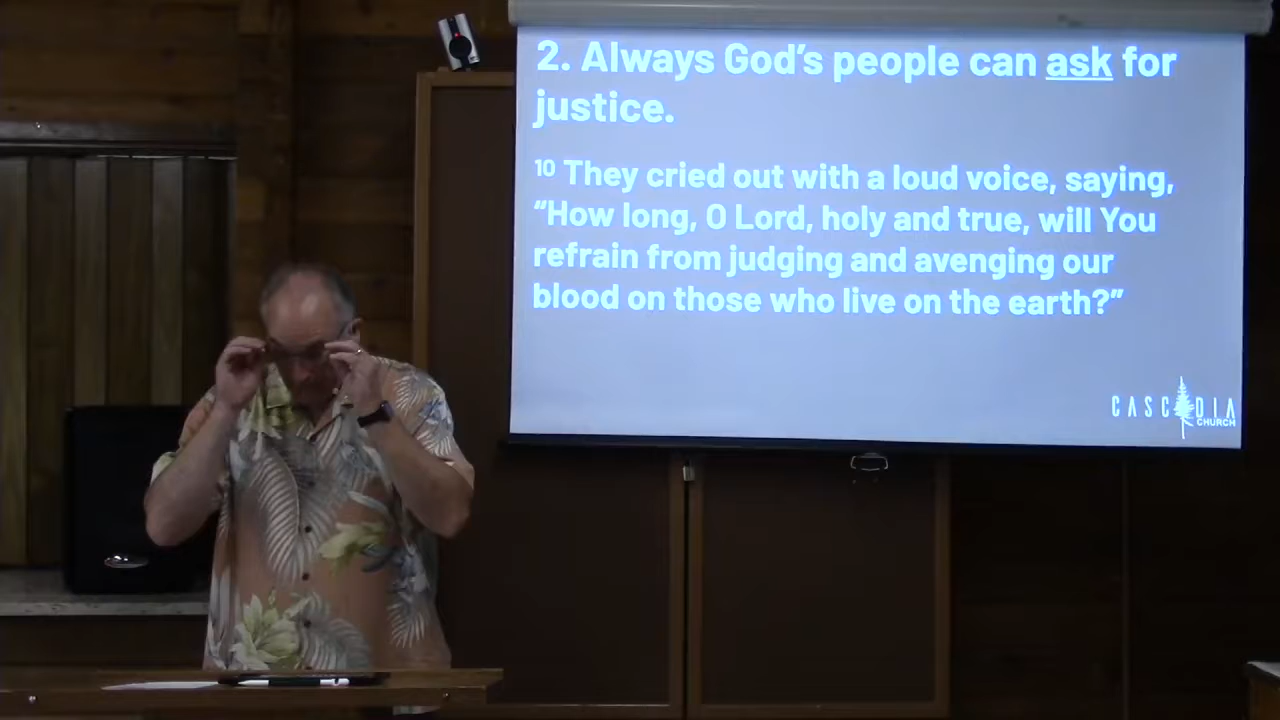 2. Always God's people can ask for
justice.
10 They cried out with a loud voice, saying,
“How long, O Lord, holy and true, will You
refrain from judging and avenging our
blood on those who live on the earth?”
CASCADIA
CHURCH